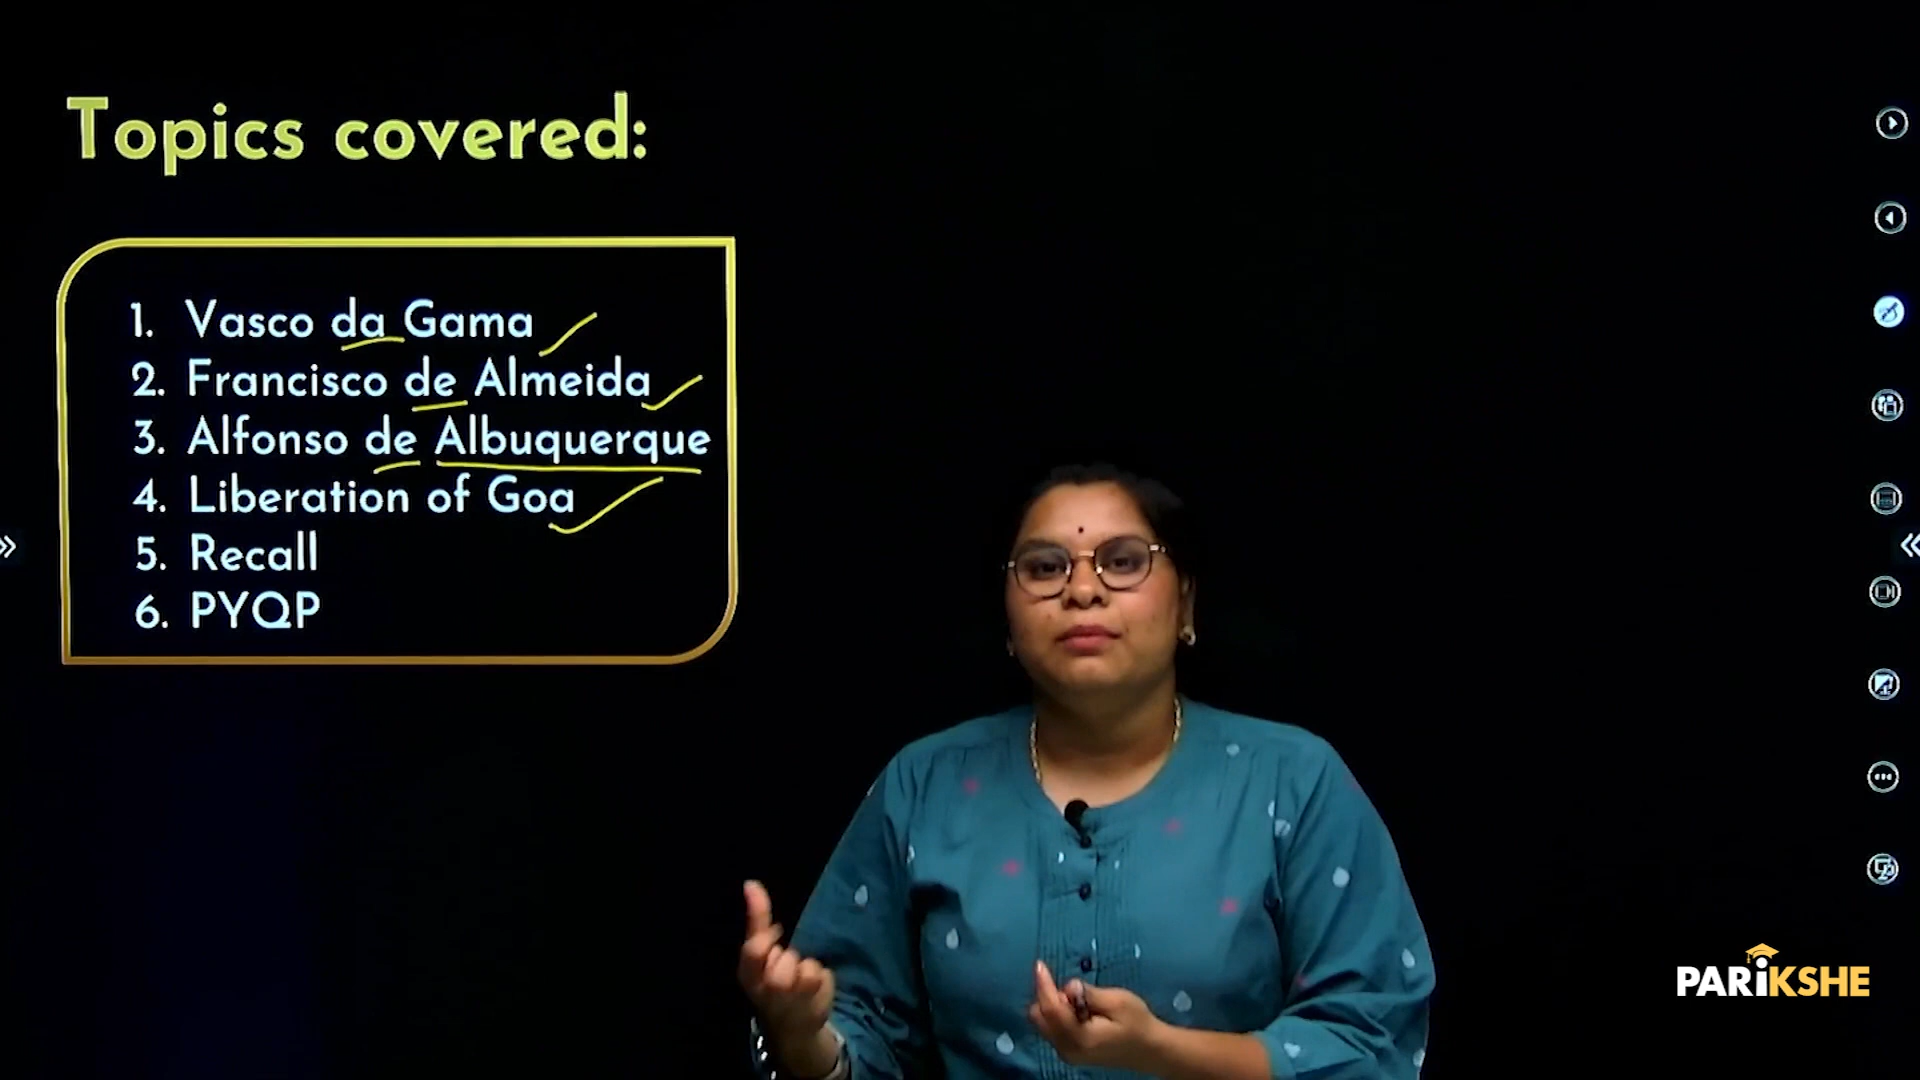 Topics covered:
1. Vasco da Gama
2. Francisco de Almeida
3. Alfonso de Albuquerque
4. Liberation of Goa
5. Recall
6. PYQP
PARiKSHE